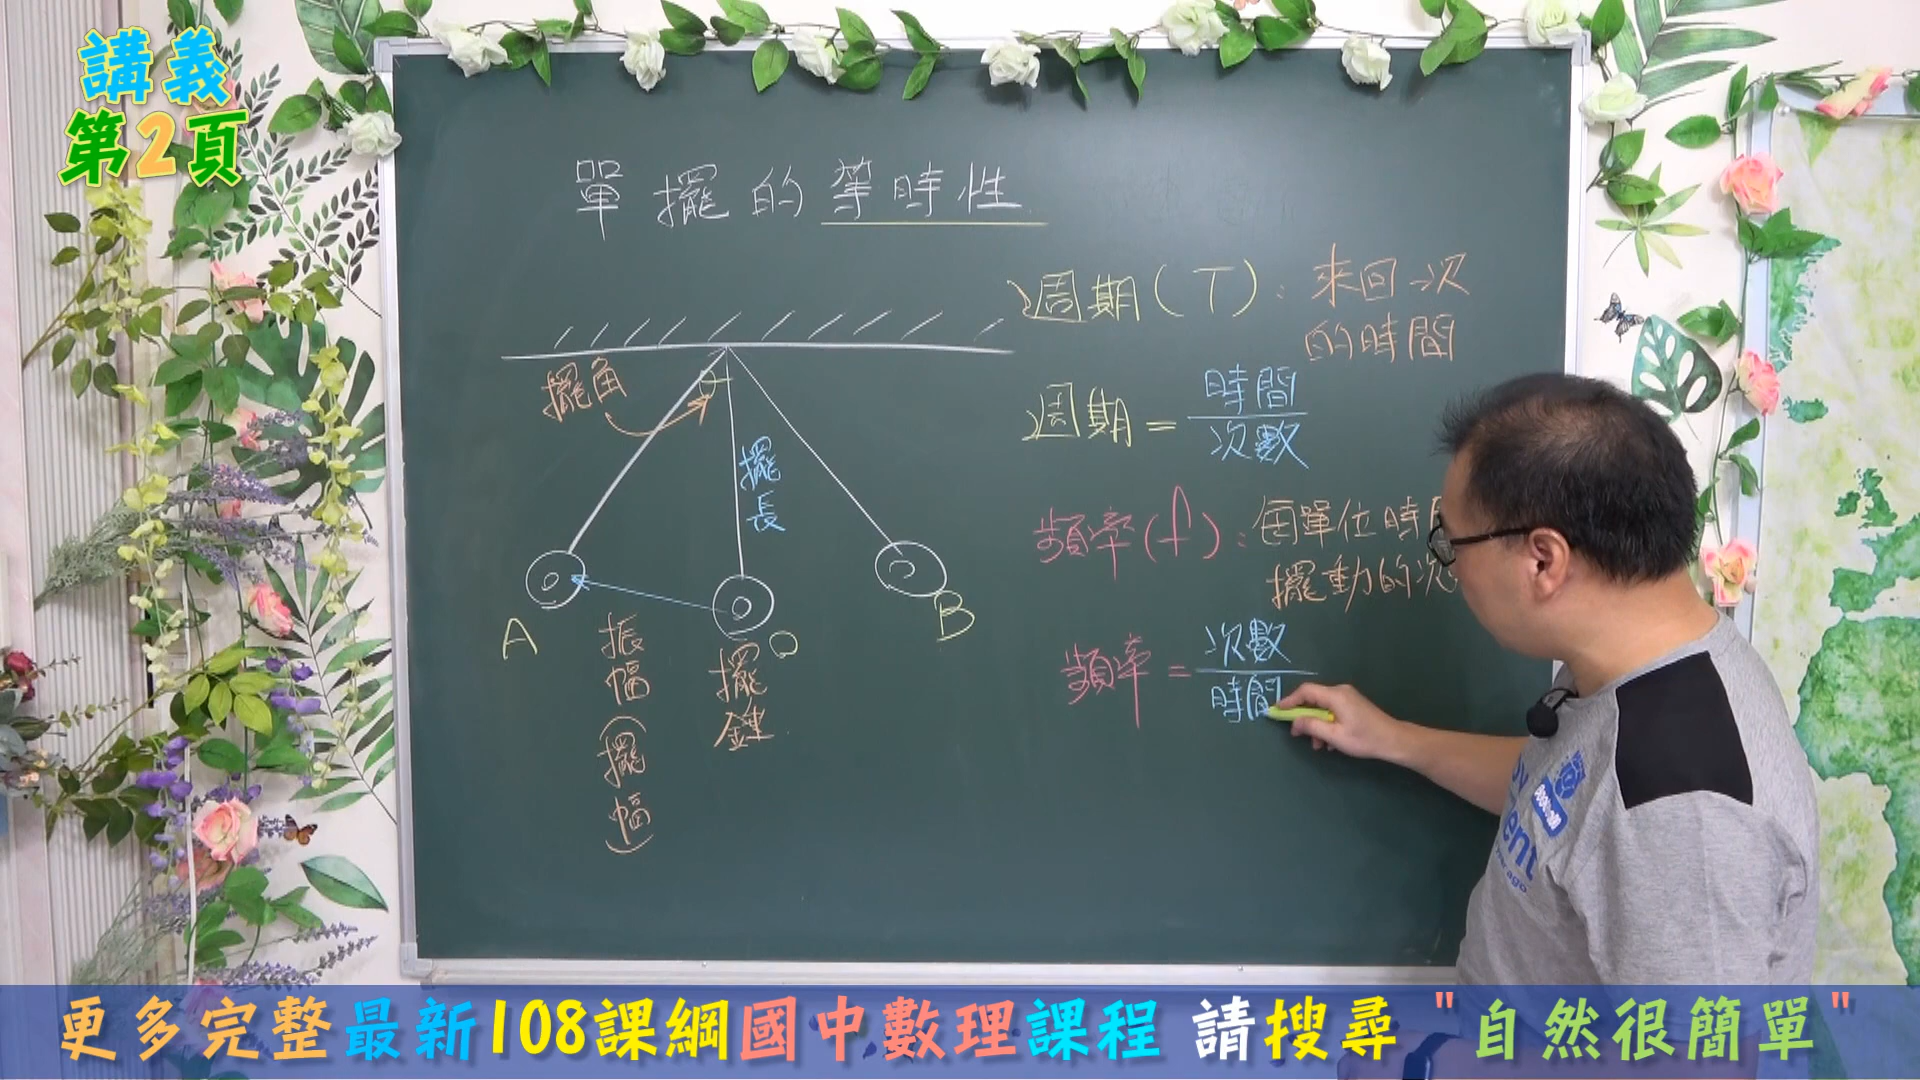 講義
第2頁
單擺的等時性
週期(T):來回一次
的時間
週期=時間/次數
擺角
擺長
頻率(f):每單位時
擺動的次
頻率=次數/時間
A
O
B
振幅(擺幅)
擺錘
更多完整最新108課綱國中數理課程 請搜尋 "自然很簡單"